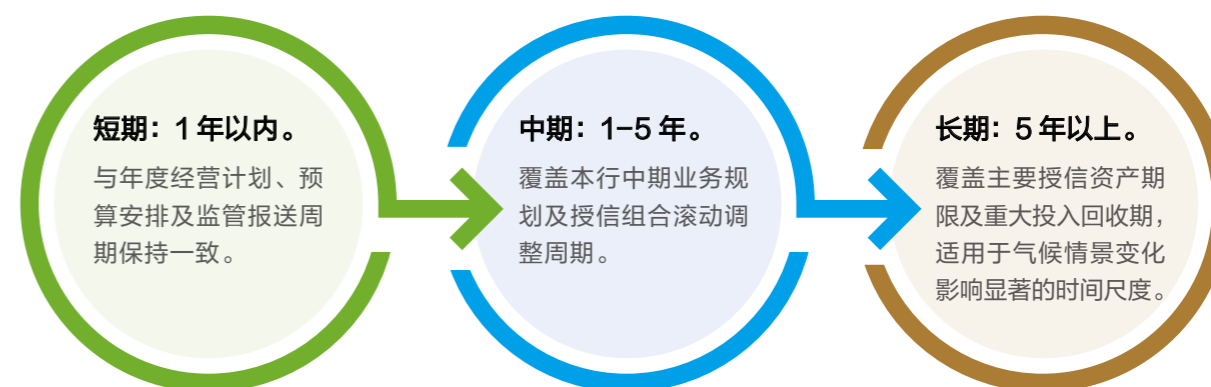 短期：1 年以内。
与年度经营计划、预
算安排及监管报送周
期保持一致。
中期：1-5 年。
覆盖本行中期业务规
划及授信组合滚动调
整周期。
长期：5 年以上。
覆盖主要授信资产期
限及重大投入回收期，
适用于气候情景变化
影响显著的时间尺度。